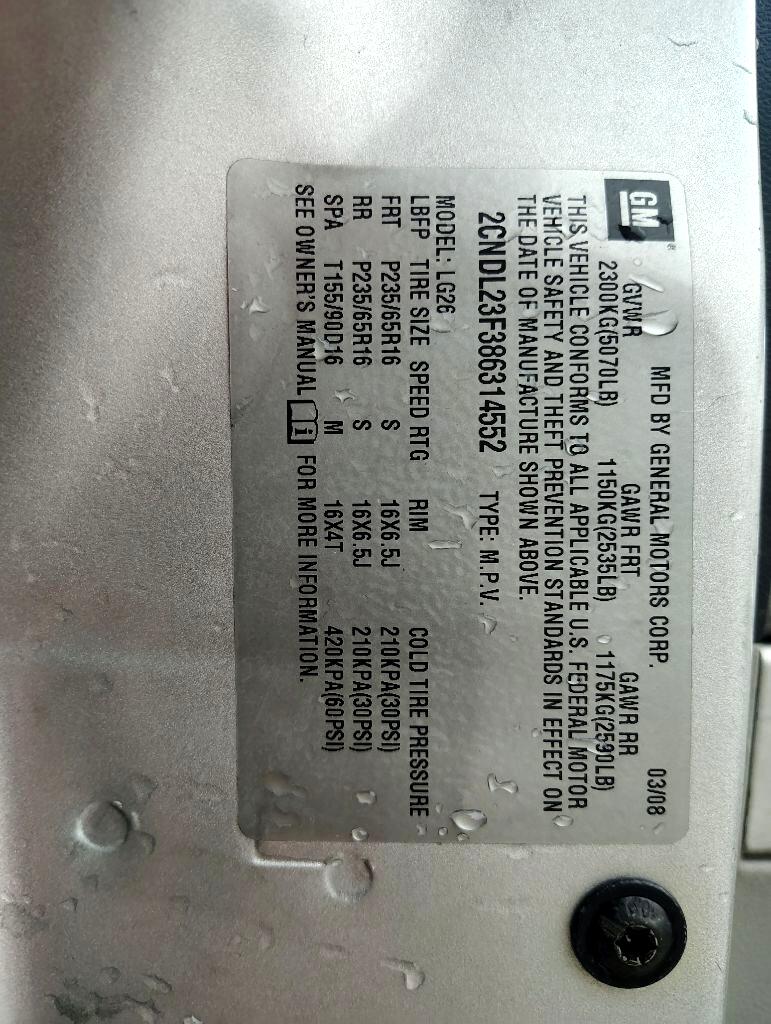 GM ®
MFD BY GENERAL MOTORS CORP. 03/08
GVWR GAWR FRT GAWR RR
2300KG(5070LB) 1150KG(2535LB) 1175KG(2590LB)
THIS VEHICLE CONFORMS TO ALL APPLICABLE U.S. FEDERAL MOTOR
VEHICLE SAFETY AND THEFT PREVENTION STANDARDS IN EFFECT ON
THE DATE OF MANUFACTURE SHOWN ABOVE.
2CNDL23F386314552 TYPE: M.P.V.
MODEL: LG26
LBFP TIRE SIZE SPEED RTG RIM COLD TIRE PRESSURE
FRT P235/65R16 S 16X6.5J 210KPA(30PSI)
RR P235/65R16 S 16X6.5J 210KPA(30PSI)
SPA T155/90D16 M 16X4T 420KPA(60PSI)
SEE OWNER'S MANUAL i FOR MORE INFORMATION.